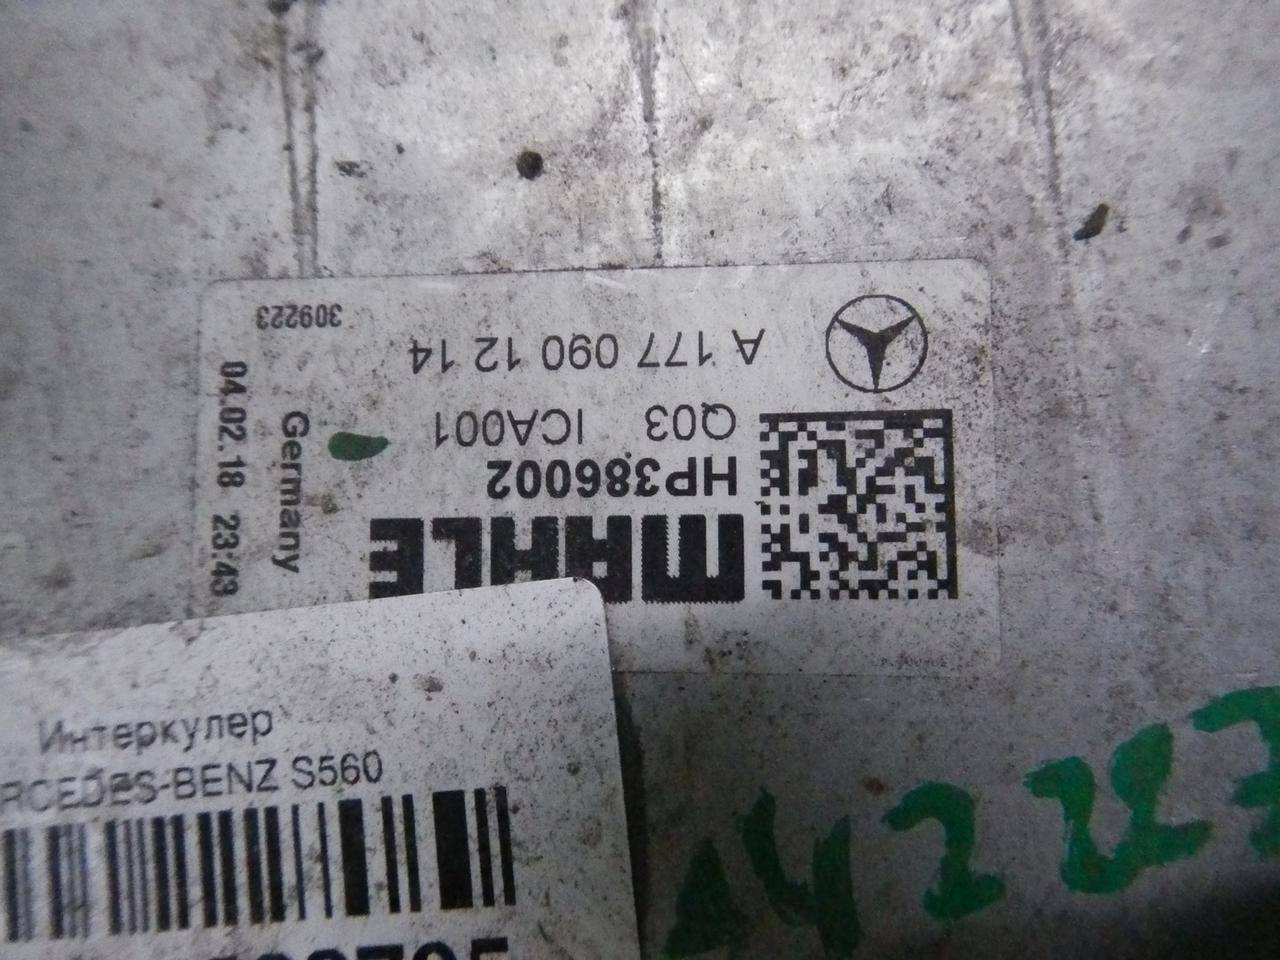 309223
A 177 090 12 14
Q03 ICA001
HP386002
MAHLE
Germany
04.02.18 23:43
Интеркулер
RCEDES-BENZ S560